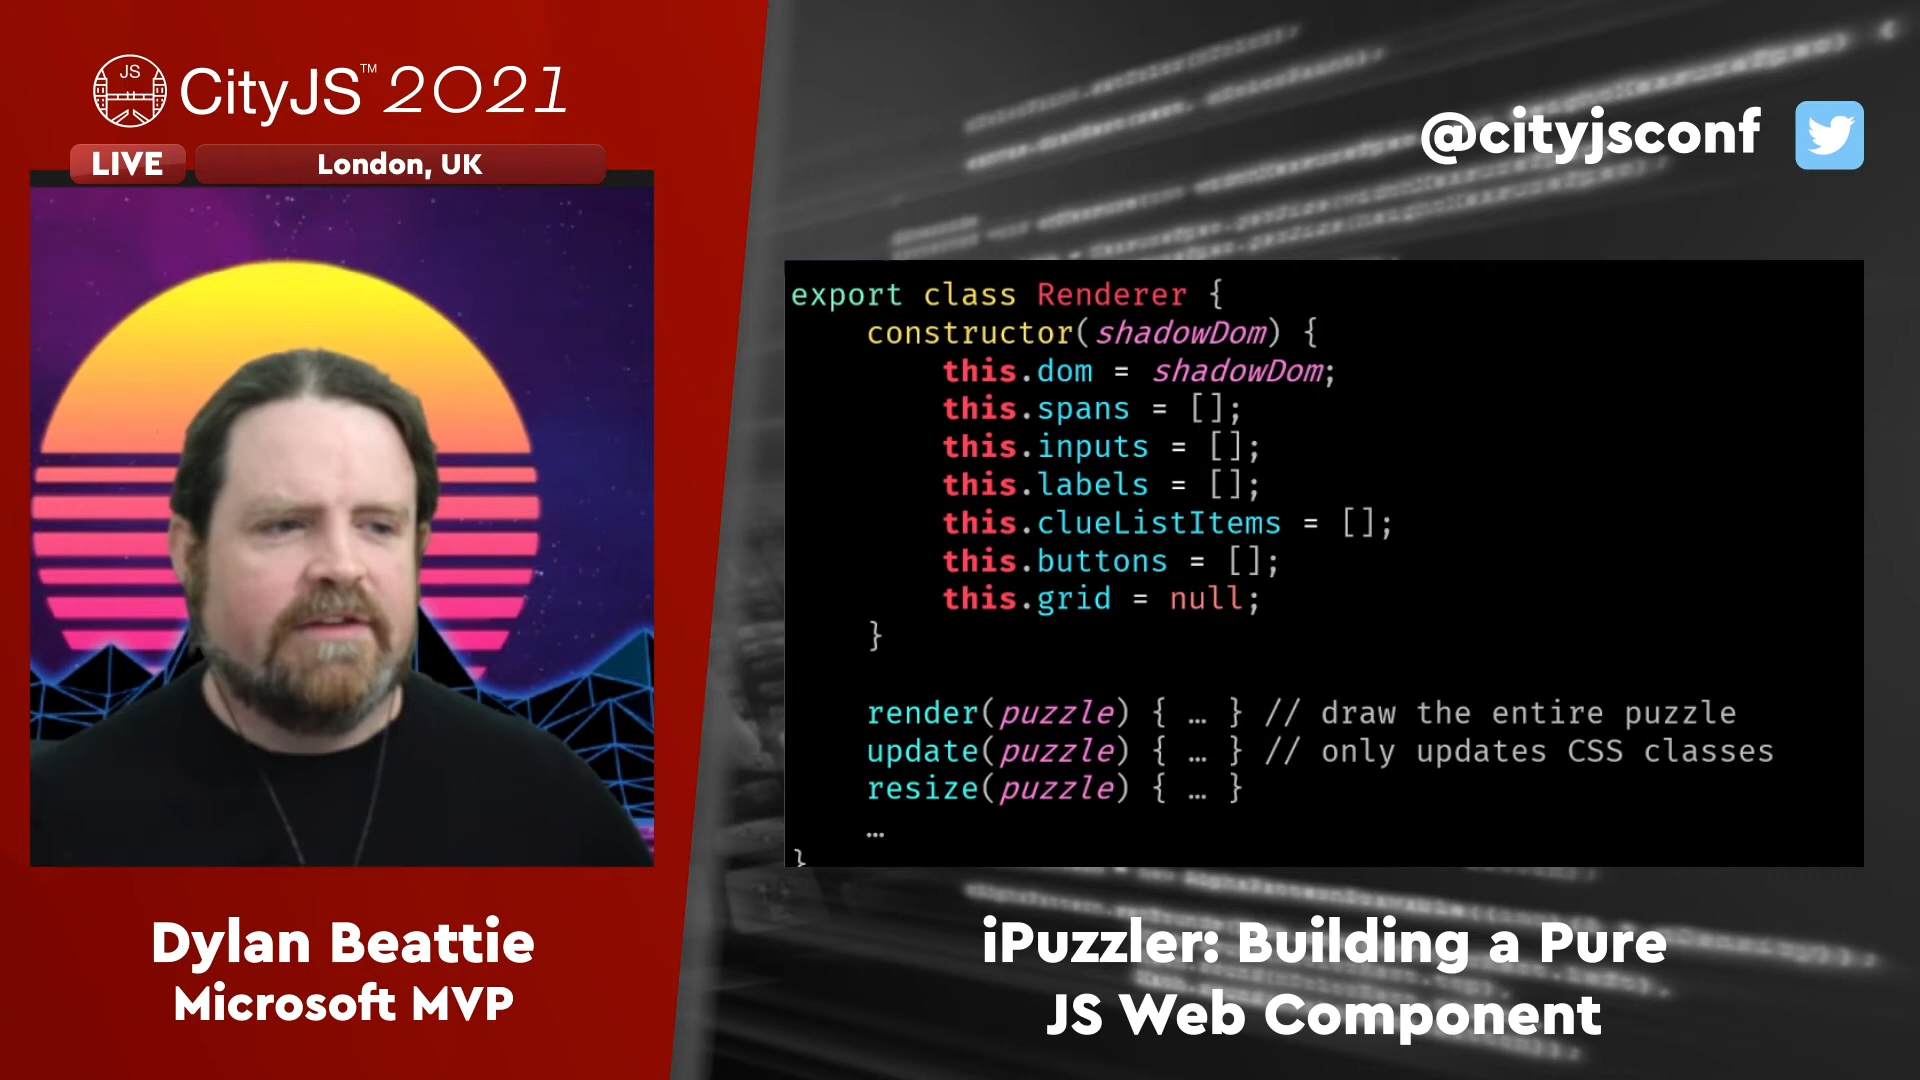 JS
CityJS™ 2021
LIVE
London, UK
@cityjsconf
export class Renderer {
constructor(shadowDom) {
this.dom = shadowDom;
this.spans = [];
this.inputs = [];
this.labels = [];
this.clueListItems = [];
this.buttons = [];
this.grid = null;
}
render(puzzle) { … } // draw the entire puzzle
update(puzzle) { … } // only updates CSS classes
resize(puzzle) { … }
…
}
Dylan Beattie
Microsoft MVP
iPuzzler: Building a Pure
JS Web Component